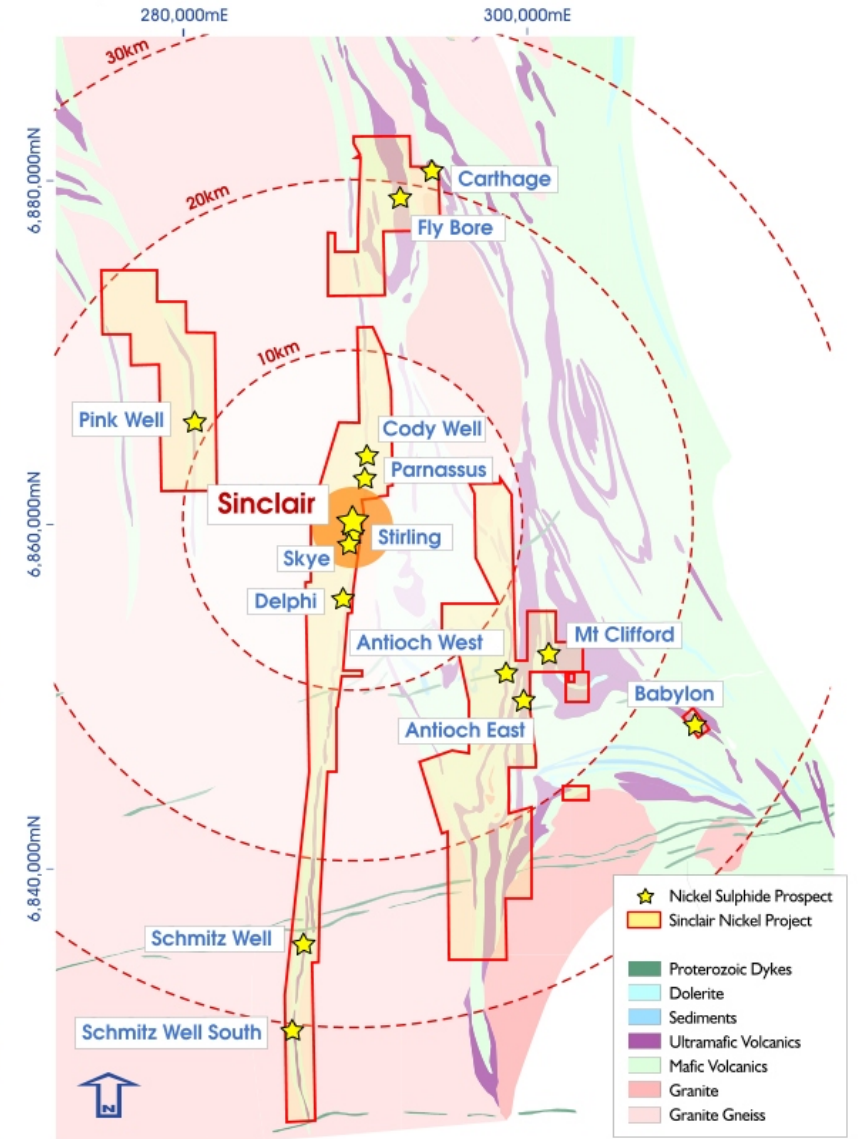 280,000mE
300,000mE
30km
6,880,000mN
Carthage
20km
Fly Bore
10km
Pink Well
Cody Well
Parnassus
Sinclair
6,860,000mN
Stirling
Skye
Delphi
Mt Clifford
Antioch West
Babylon
Antioch East
6,840,000mN
Nickel Sulphide Prospect
Sinclair Nickel Project
Schmitz Well
Proterozoic Dykes
Dolerite
Sediments
Schmitz Well South
Ultramafic Volcanics
Mafic Volcanics
Granite
N
Granite Gneiss